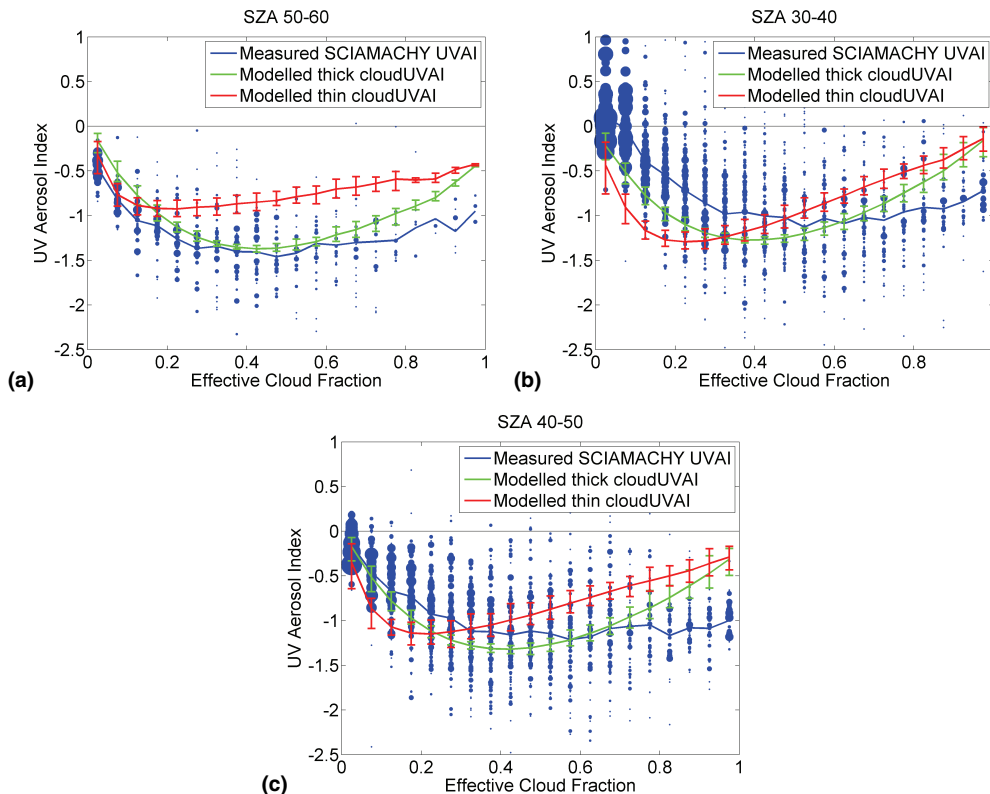 SZA 50-60
1
0.5
0
-0.5
-1
-1.5
-2
-2.5
UV Aerosol Index
Measured SCIAMACHY UVAI
Modelled thick cloudUVAI
Modelled thin cloudUVAI
0 0.2 0.4 0.6 0.8 1
Effective Cloud Fraction
(a)
SZA 30-40
1
0.5
0
-0.5
-1
-1.5
-2
-2.5
UV Aerosol Index
Measured SCIAMACHY UVAI
Modelled thick cloudUVAI
Modelled thin cloudUVAI
0 0.2 0.4 0.6 0.8
Effective Cloud Fraction
(b)
SZA 40-50
1
0.5
0
-0.5
-1
-1.5
-2
-2.5
UV Aerosol Index
Measured SCIAMACHY UVAI
Modelled thick cloudUVAI
Modelled thin cloudUVAI
0 0.2 0.4 0.6 0.8 1
Effective Cloud Fraction
(c)